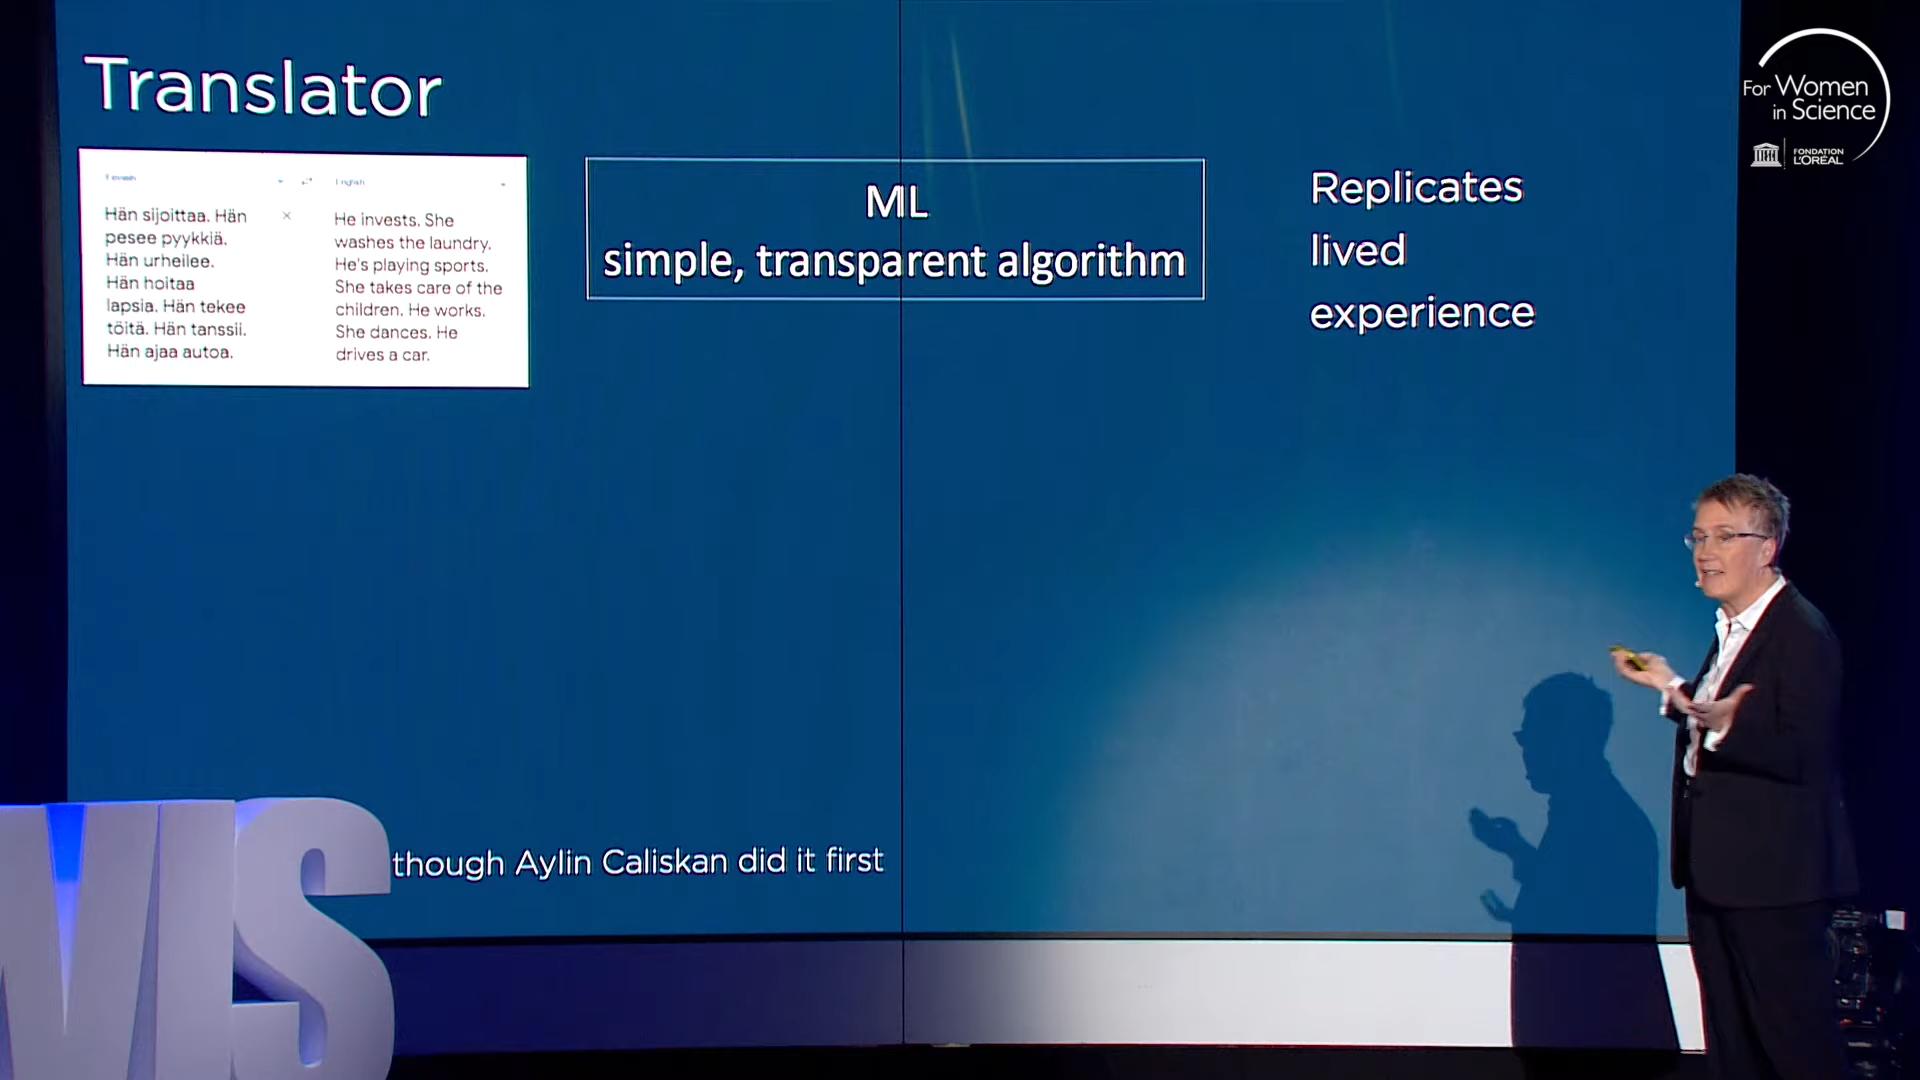 Translator
Finnish
English
Hän sijoittaa. Hän
pesee pyykkiä.
Hän urheilee.
Hän hoitaa
lapsia. Hän tekee
töitä. Hän tanssii.
Hän ajaa autoa.
He invests. She
washes the laundry.
He's playing sports.
She takes care of the
children. He works.
She dances. He
drives a car.
ML
simple, transparent algorithm
Replicates
lived
experience
though Aylin Caliskan did it first
For Women
in Science
FONDATION
L'ORÉAL
WIS